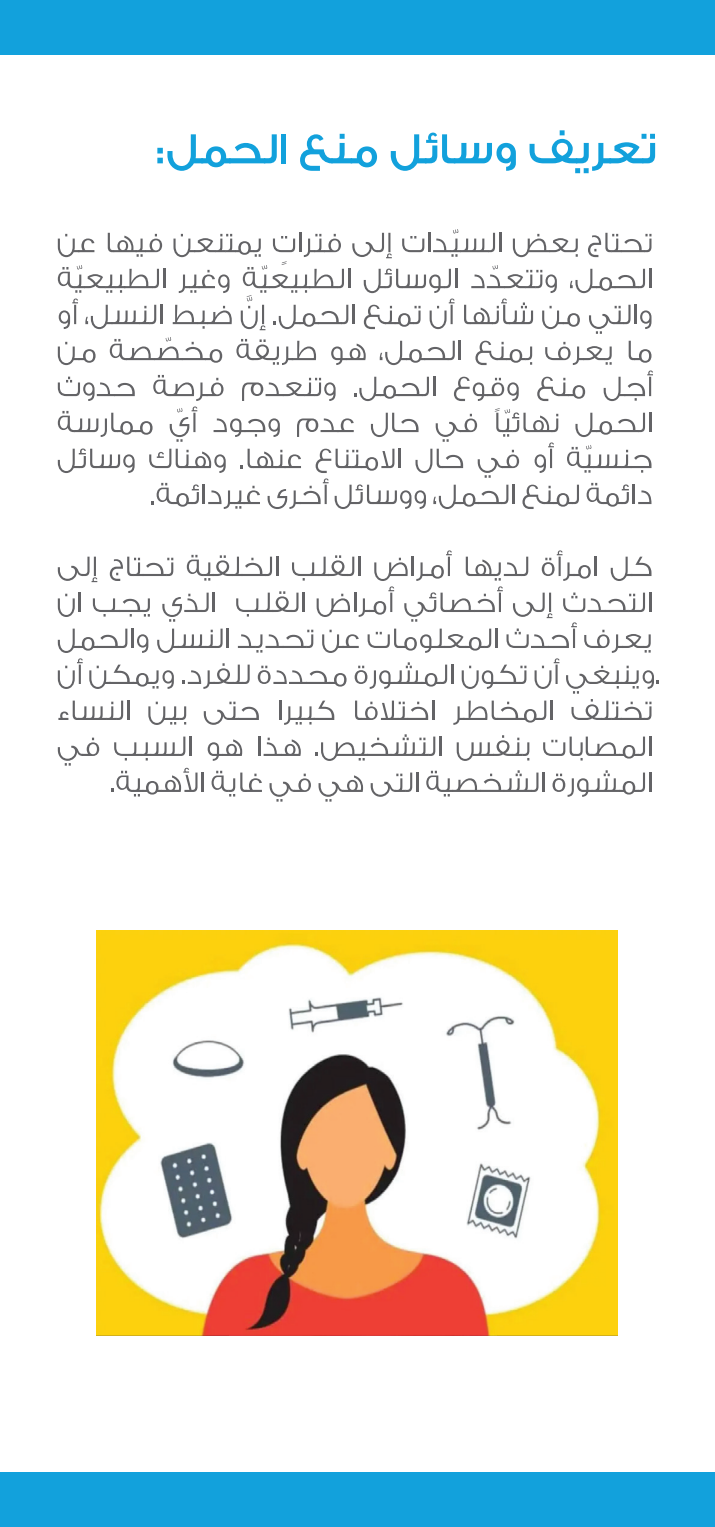 تعريف وسائل منع الحمل:
تحتاج بعض السيّدات إلى فترات يمتنعن فيها عن
الحمل، وتتعدّد الوسائل الطبيعَيّة وغير الطبيعيّة
والتي من شأنها أن تمنع الحمل. إنَّ ضبط النسل، أو
ما يعرف بمنع الحمل، هو طريقة مخصّصة من
أجل منع وقوع الحمل. وتنعدم فرصة حدوث
الحمل نهائيّاً في حال عدم وجود أيّ ممارسة
جنسيّة أو في حال الامتناع عنها. وهناك وسائل
دائمة لمنع الحمل، ووسائل أخرى غيردائمة.
كل امرأة لديها أمراض القلب الخلقية تحتاج إلى
التحدث إلى أخصائي أمراض القلب الذي يجب ان
يعرف أحدث المعلومات عن تحديد النسل والحمل
.وينبغي أن تكون المشورة محددة للفرد. ويمكن أن
تختلف المخاطر اختلافا كبيرا حتى بين النساء
المصابات بنفس التشخيص. هذا هو السبب في
المشورة الشخصية التى هي في غاية الأهمية.